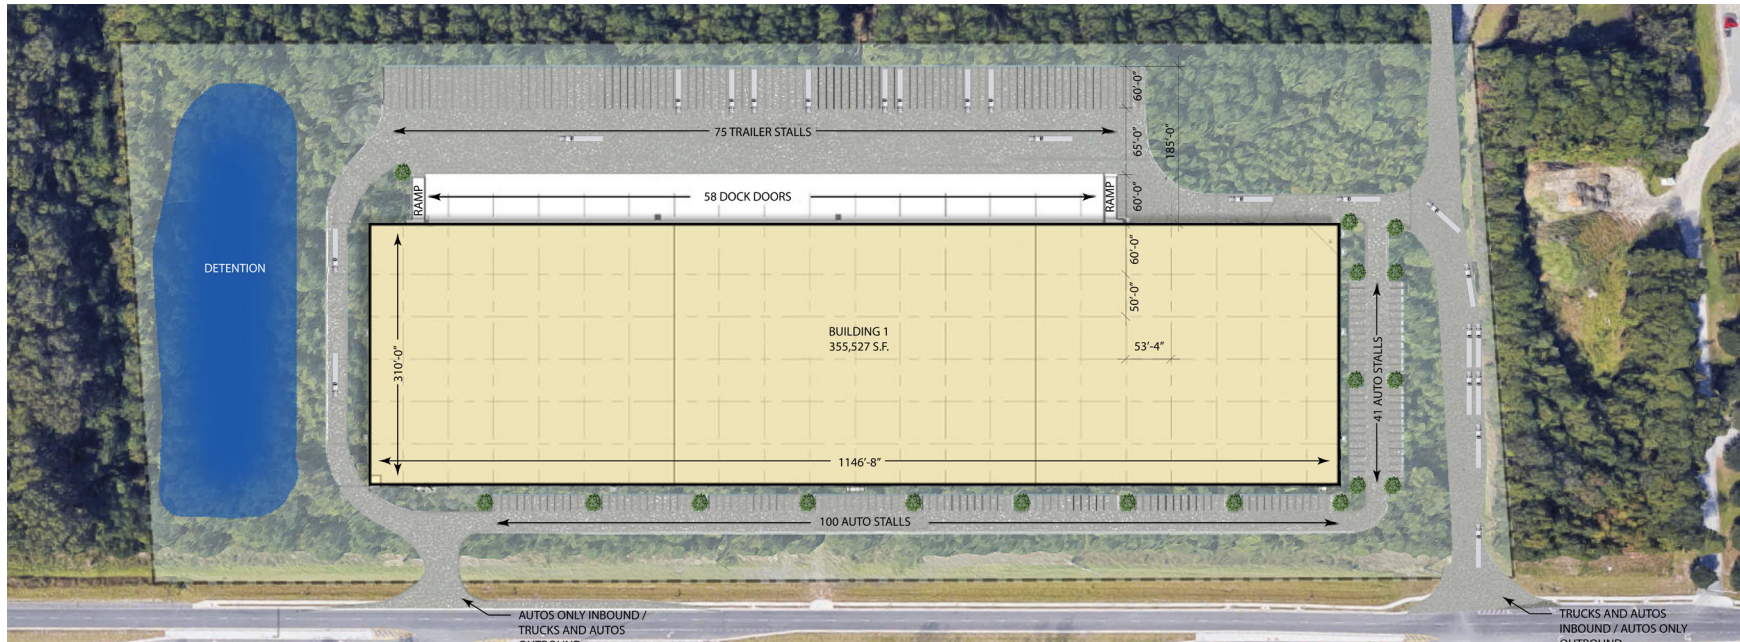 60'-0"
75 TRAILER STALLS
65'-0"
185'-0"
RAMP
58 DOCK DOORS
RAMP
60'-0"
60'-0"
DETENTION
50'-0"
BUILDING 1
355,527 S.F.
53'-4"
310'-0"
41 AUTO STALLS
1146'-8"
100 AUTO STALLS
AUTOS ONLY INBOUND /
TRUCKS AND AUTOS
OUTBOUND
TRUCKS AND AUTOS
INBOUND / AUTOS ONLY
OUTBOUND